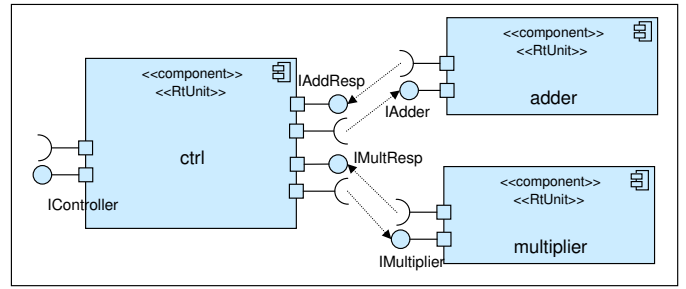 <<component>>
<<RtUnit>>
ctrl
IController
IAddResp
IAdder
<<component>>
<<RtUnit>>
adder
IMultResp
IMultiplier
<<component>>
<<RtUnit>>
multiplier